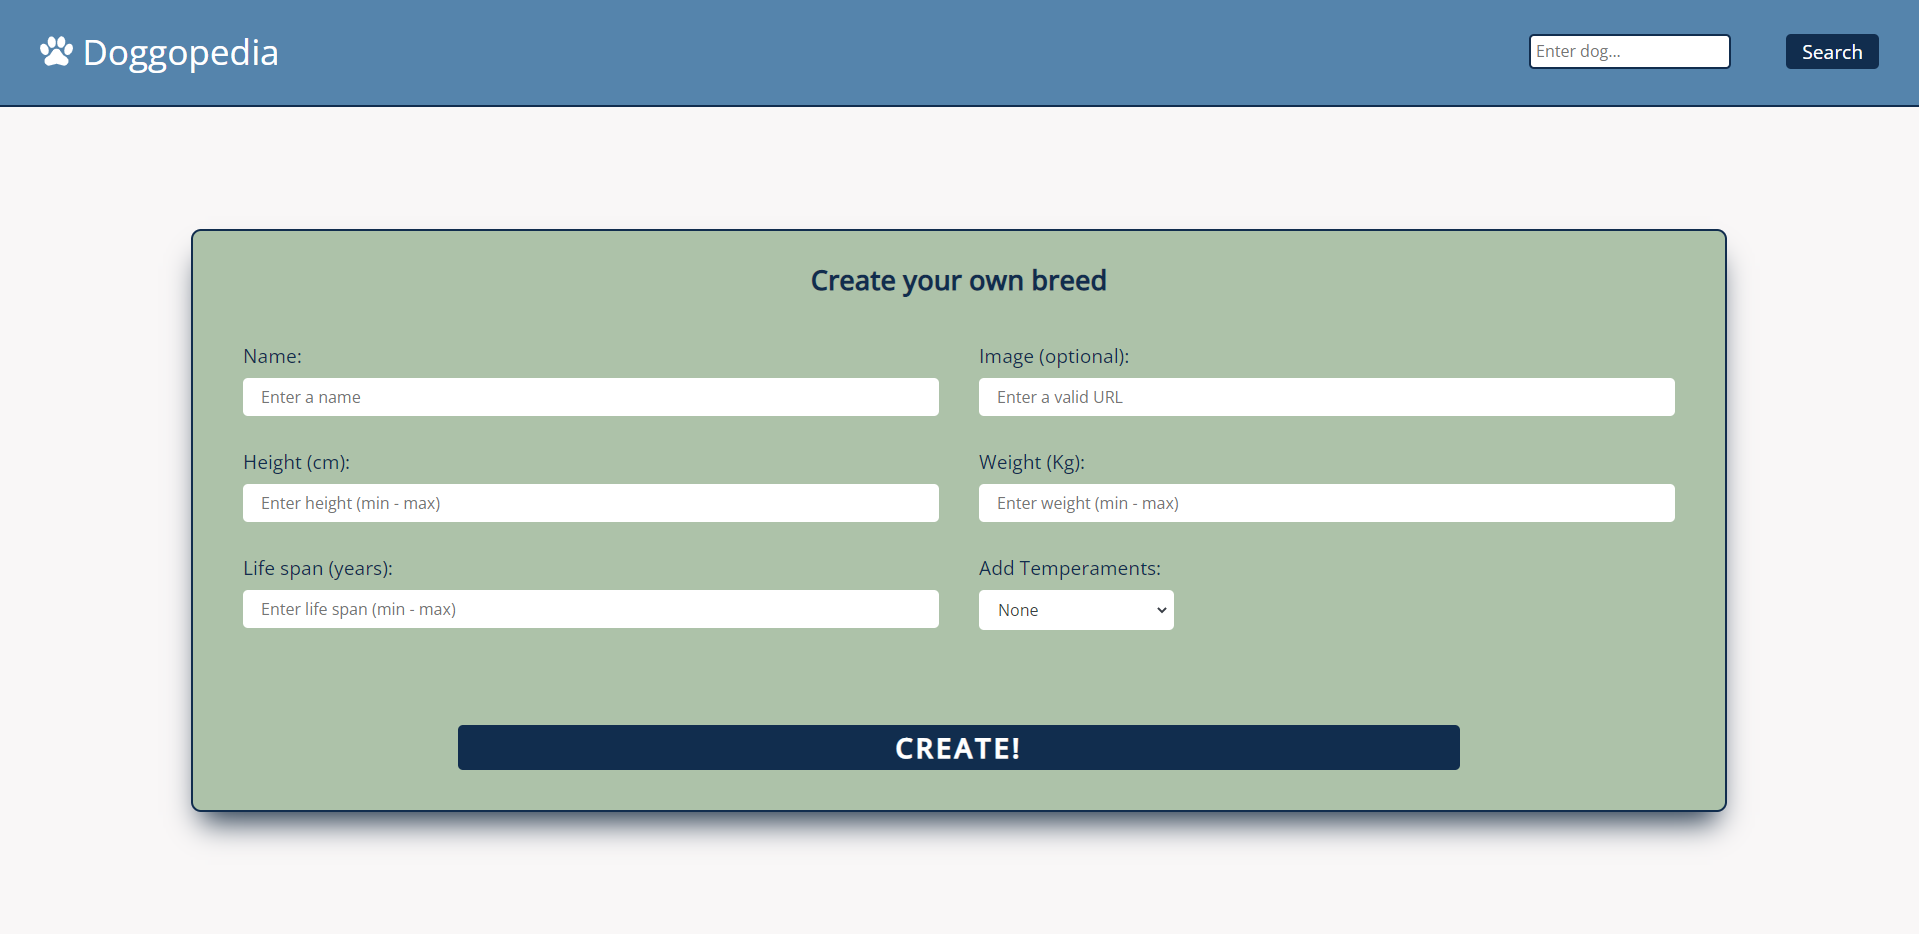 Doggopedia
Enter dog...
Search
Create your own breed
Name:
Enter a name
Image (optional):
Enter a valid URL
Height (cm):
Enter height (min - max)
Weight (Kg):
Enter weight (min - max)
Life span (years):
Enter life span (min - max)
Add Temperaments:
None
CREATE!